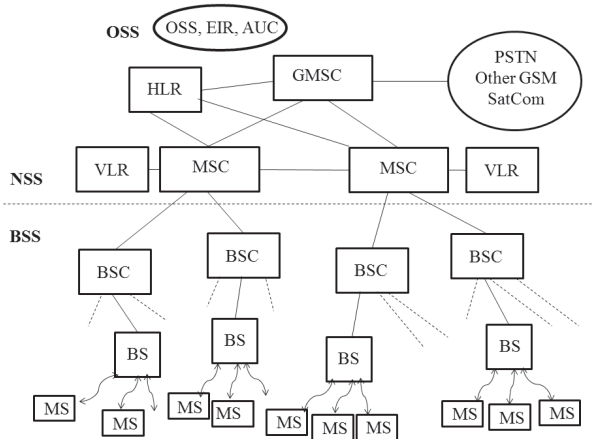 OSS
OSS, EIR, AUC
PSTN
Other GSM
SatCom
GMSC
HLR
VLR
MSC
MSC
VLR
NSS
BSS
BSC
BSC
BSC
BSC
BS
BS
BS
BS
MS
MS
MS
MS
MS
MS
MS
MS
MS
MS